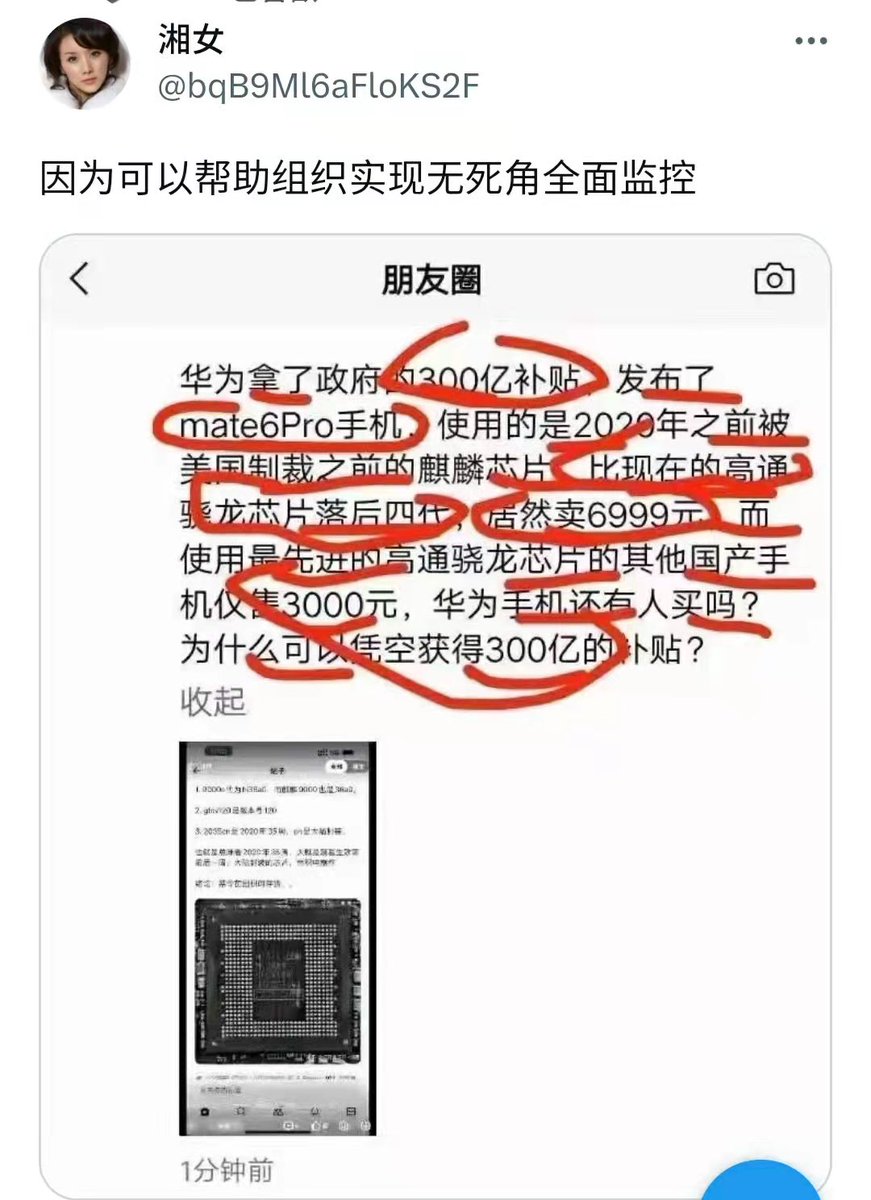 湘女
@bqB9Ml6aFloKS2F
因为可以帮助组织实现无死角全面监控
朋友圈
华为拿了政府的300亿补贴，发布了
mate6Pro手机，使用的是2020年之前被
美国制裁之前的麒麟芯片，比现在的高通
骁龙芯片落后四代，居然卖6999元，而
使用最先进的高通骁龙芯片的其他国产手
机仅售3000元，华为手机还有人买吗？
为什么可以凭空获得300亿的补贴？
收起
1分钟前